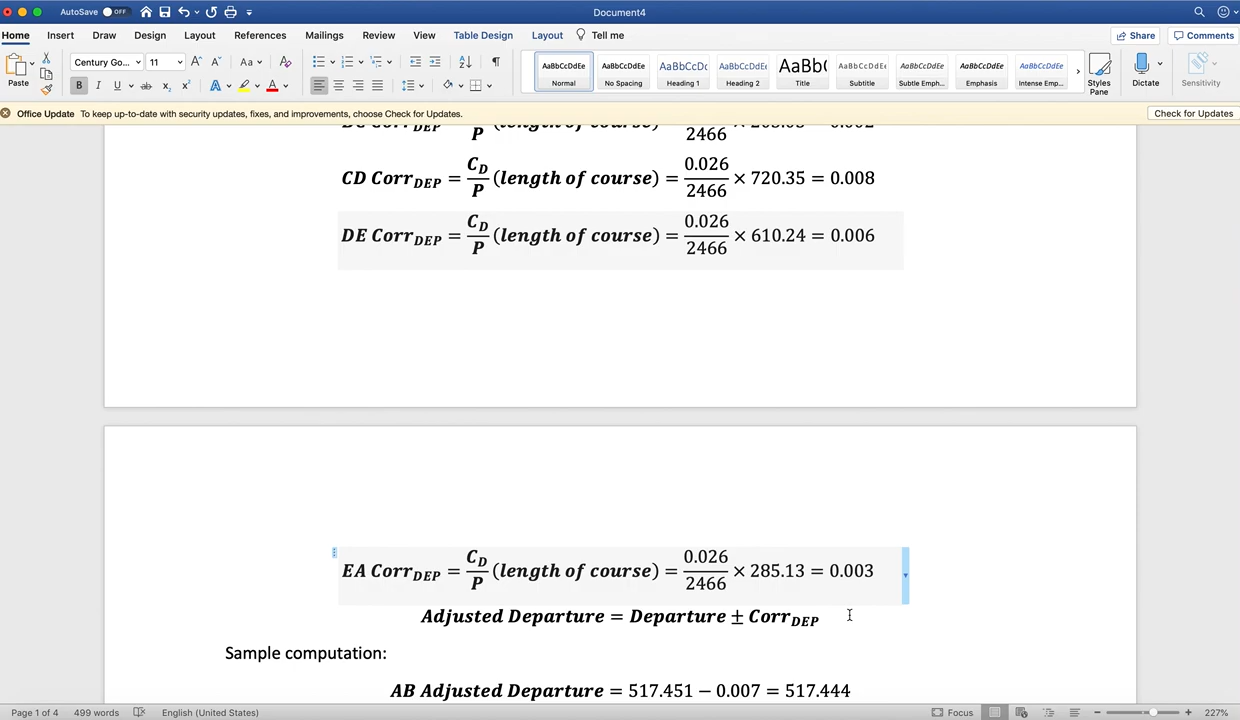 AutoSave OFF Document4
Home Insert Draw Design Layout References Mailings Review View Table Design Layout Tell me Share Comments
Century Go... 11 Aa
AaBbCcDdEe AaBbCcDdEe AaBbCcDc AaBbCcDdEe AaBb( AaBbCcDdEe AaBbCcDdEe AaBbCcDdEe AaBbCcDdEe
Paste B I U ab x₂ x² A A Normal No Spacing Heading 1 Heading 2 Title Subtitle Subtle Emph... Emphasis Intense Emp... Styles Pane Dictate Sensitivity
Office Update To keep up-to-date with security updates, fixes, and improvements, choose Check for Updates. Check for Updates
P 2466
CD Corr_DEP = C_D/P (length of course) = 0.026/2466 × 720.35 = 0.008
DE Corr_DEP = C_D/P (length of course) = 0.026/2466 × 610.24 = 0.006
EA Corr_DEP = C_D/P (length of course) = 0.026/2466 × 285.13 = 0.003
Adjusted Departure = Departure ± Corr_DEP
Sample computation:
AB Adjusted Departure = 517.451 − 0.007 = 517.444
Page 1 of 4 499 words English (United States) Focus 227%